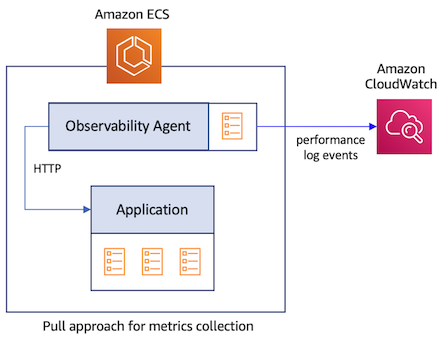 Amazon ECS
Amazon
CloudWatch
Observability Agent
performance
log events
HTTP
Application
Pull approach for metrics collection